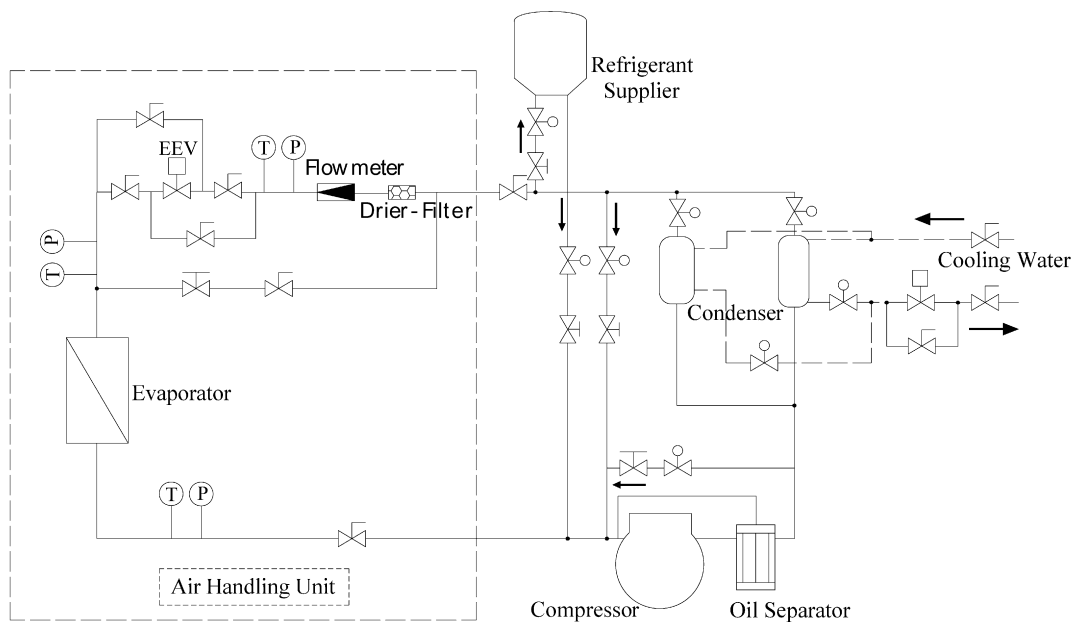 Refrigerant
Supplier
EEV
T
P
Flow meter
Drier-Filter
P
T
Cooling Water
Condenser
Evaporator
T
P
Air Handling Unit
Compressor
Oil Separator